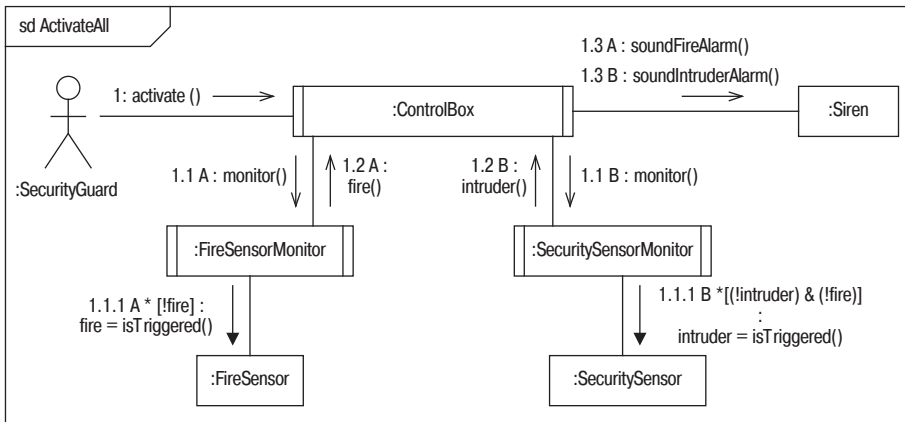 sd ActivateAll
1.3 A : soundFireAlarm()
1.3 B : soundIntruderAlarm()
1: activate ()
:ControlBox
:Siren
:SecurityGuard
1.1 A : monitor()
1.2 A :
fire()
1.2 B :
intruder()
1.1 B : monitor()
:FireSensorMonitor
:SecuritySensorMonitor
1.1.1 A * [!fire] :
fire = isTriggered()
1.1.1 B *[(!intruder) & (!fire)]
:
intruder = isTriggered()
:FireSensor
:SecuritySensor